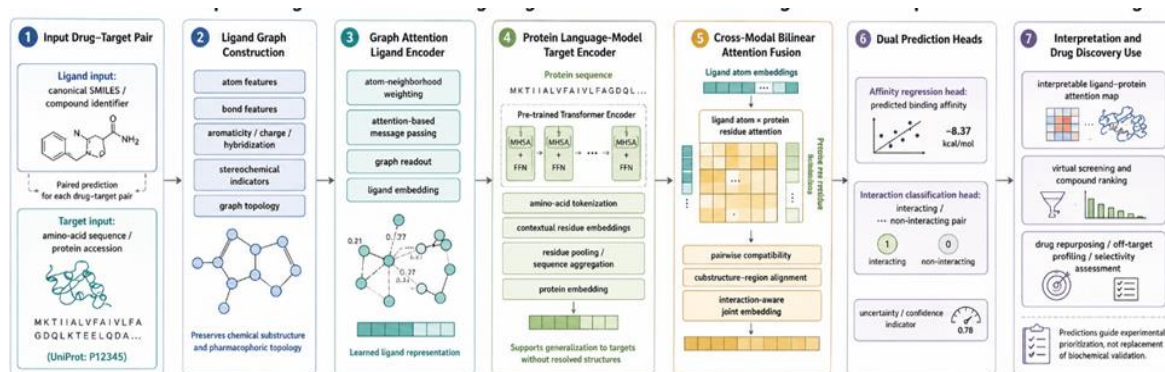 1 Input Drug–Target Pair
Ligand input:
canonical SMILES /
compound identifier
N
NH₂
Paired prediction
for each drug–target pair
Target input:
amino-acid sequence /
protein accession
MKTIIALVFAIVLFA
GDQLKTEELQDA...
(UniProt: P12345)
2 Ligand Graph
Construction
atom features
bond features
aromaticity / charge /
hybridization
stereochemical
indicators
graph topology
Preserves chemical substructure
and pharmacophoric topology
3 Graph Attention
Ligand Encoder
atom-neighborhood
weighting
attention-based
message passing
graph readout
ligand embedding
0.21
Learned ligand representation
4 Protein Language-Model
Target Encoder
Protein sequence
MKTIIALVFAIVLFAGDQL...
Pre-trained Transformer Encoder
MHSA MHSA ... MHSA
+ + +
FFN FFN FFN
amino-acid tokenization
contextual residue embeddings
residue pooling /
sequence aggregation
protein embedding
Supports generalization to targets
without resolved structures
5 Cross-Modal Bilinear
Attention Fusion
Ligand atom embeddings
...
ligand atom × protein
residue attention
...
pairwise compatibility
cubstructure–region alignment
interaction-aware
joint embedding
6 Dual Prediction Heads
Affinity regression head:
predicted binding affinity
–8.37
kcal/mol
Interaction classification head:
interacting /
... non-interacting pair
1 0
interacting non-interacting
uncertainty / confidence
indicator
0.78
7 Interpretation and
Drug Discovery Use
interpretable ligand–protein
attention map
virtual screening and
compound ranking
drug repurposing / off-target
profiling / selectivity
assessment
Predictions guide experimental
prioritization, not replacement
of biochemical validation.